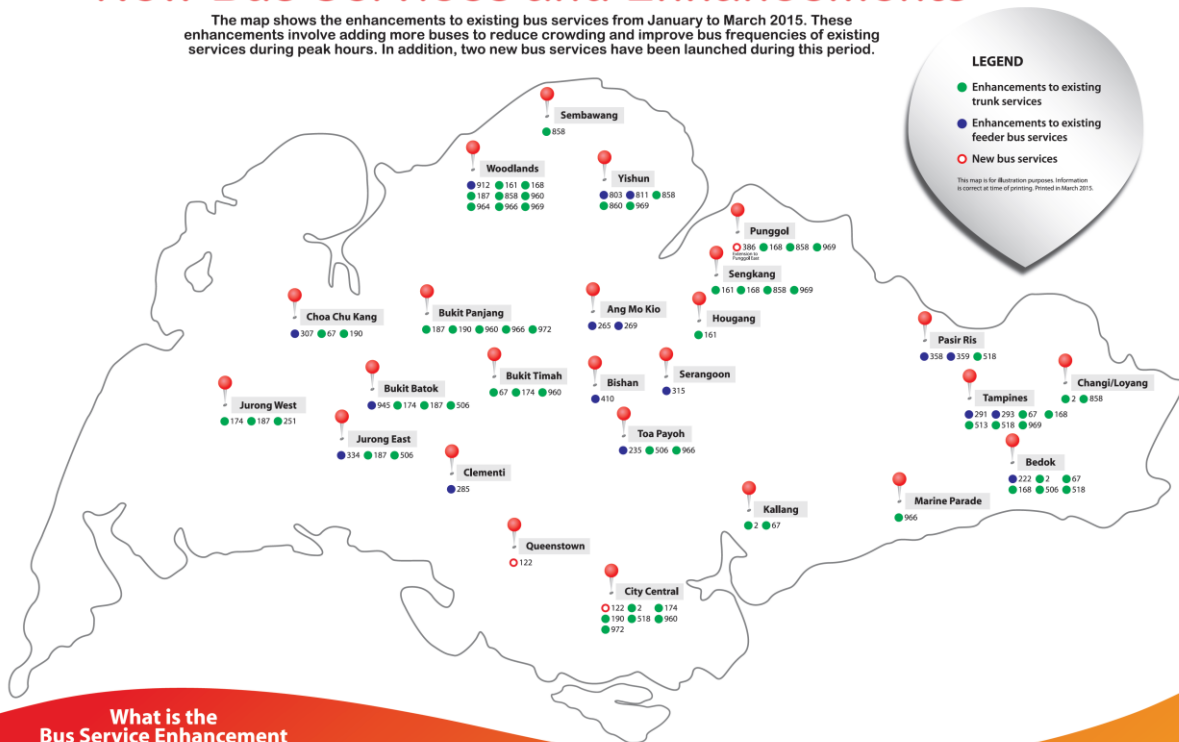 New Bus Services and Enhancements
The map shows the enhancements to existing bus services from January to March 2015. These
enhancements involve adding more buses to reduce crowding and improve bus frequencies of existing
services during peak hours. In addition, two new bus services have been launched during this period.
LEGEND
Enhancements to existing
trunk services
Enhancements to existing
feeder bus services
New bus services
This map is for illustration purposes. Information
is correct at time of printing. Printed in March 2015.
Sembawang
858
Woodlands
912 161 168
187 858 960
964 966 969
Yishun
803 811 858
860 969
Punggol
386 168 858 969
Extension to
Punggol East
Sengkang
161 168 858 969
Hougang
161
Choa Chu Kang
307 67 190
Bukit Panjang
187 190 960 966 972
Ang Mo Kio
265 269
Pasir Ris
358 359 518
Changi/Loyang
2 858
Bukit Timah
67 174 960
Bishan
410
Serangoon
315
Bukit Batok
945 174 187 506
Jurong West
174 187 251
Tampines
291 293 67 168
513 518 969
Jurong East
334 187 506
Toa Payoh
235 506 966
Bedok
222 2 67
168 506 518
Clementi
285
Marine Parade
966
Kallang
2 67
Queenstown
122
City Central
122 2 174
190 518 960
972
What is the
Bus Service Enhancement